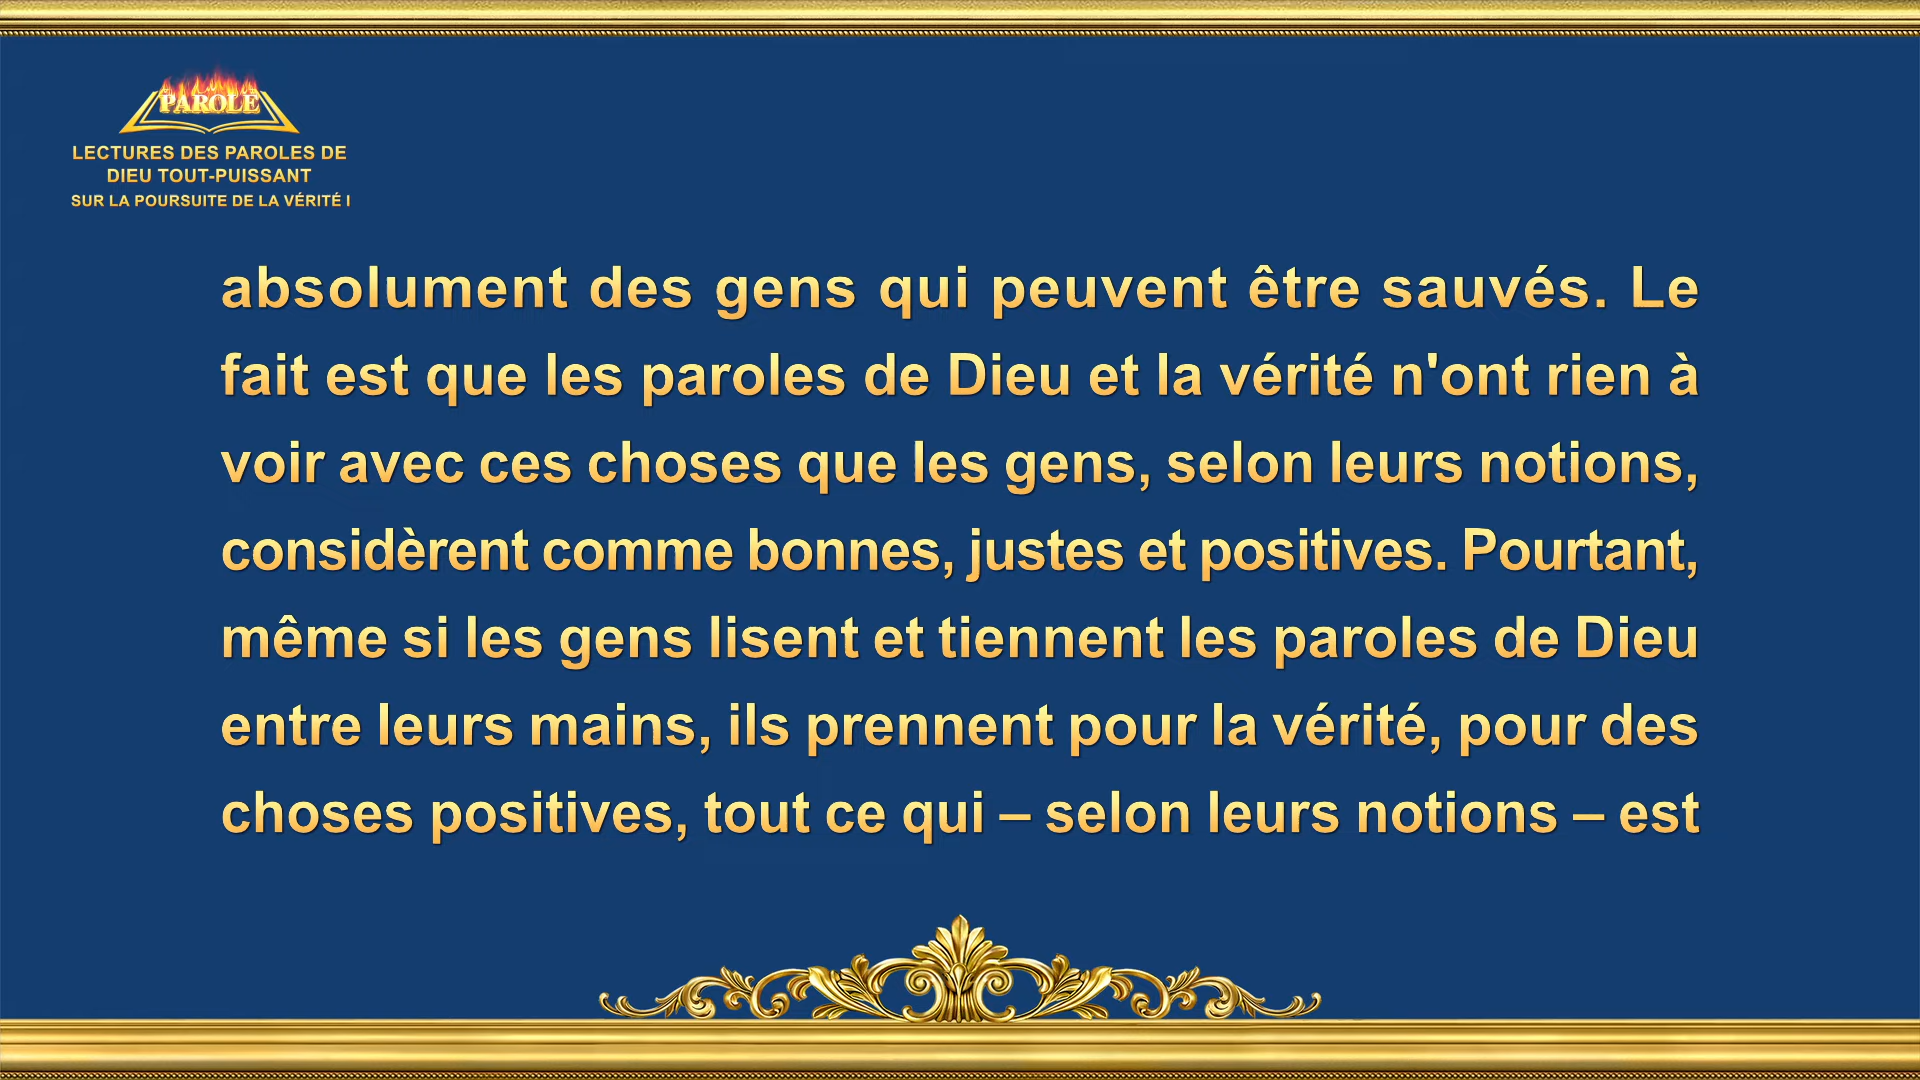 PAROLE
LECTURES DES PAROLES DE
DIEU TOUT-PUISSANT
SUR LA POURSUITE DE LA VÉRITÉ I
absolument des gens qui peuvent être sauvés. Le
fait est que les paroles de Dieu et la vérité n'ont rien à
voir avec ces choses que les gens, selon leurs notions,
considèrent comme bonnes, justes et positives. Pourtant,
même si les gens lisent et tiennent les paroles de Dieu
entre leurs mains, ils prennent pour la vérité, pour des
choses positives, tout ce qui – selon leurs notions – est